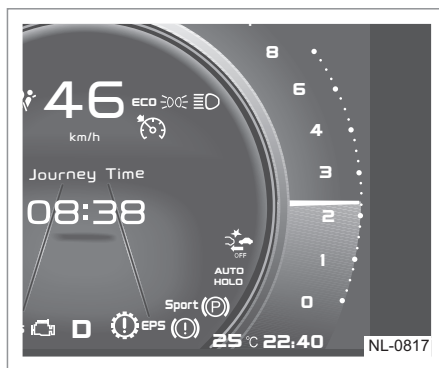 8
6
46 ECO
4
km/h
3
Journey Time
08:38
2
OFF
1
AUTO
HOLD
0
Sport (P)
D EPS
25 °C 22:40
NL-0817